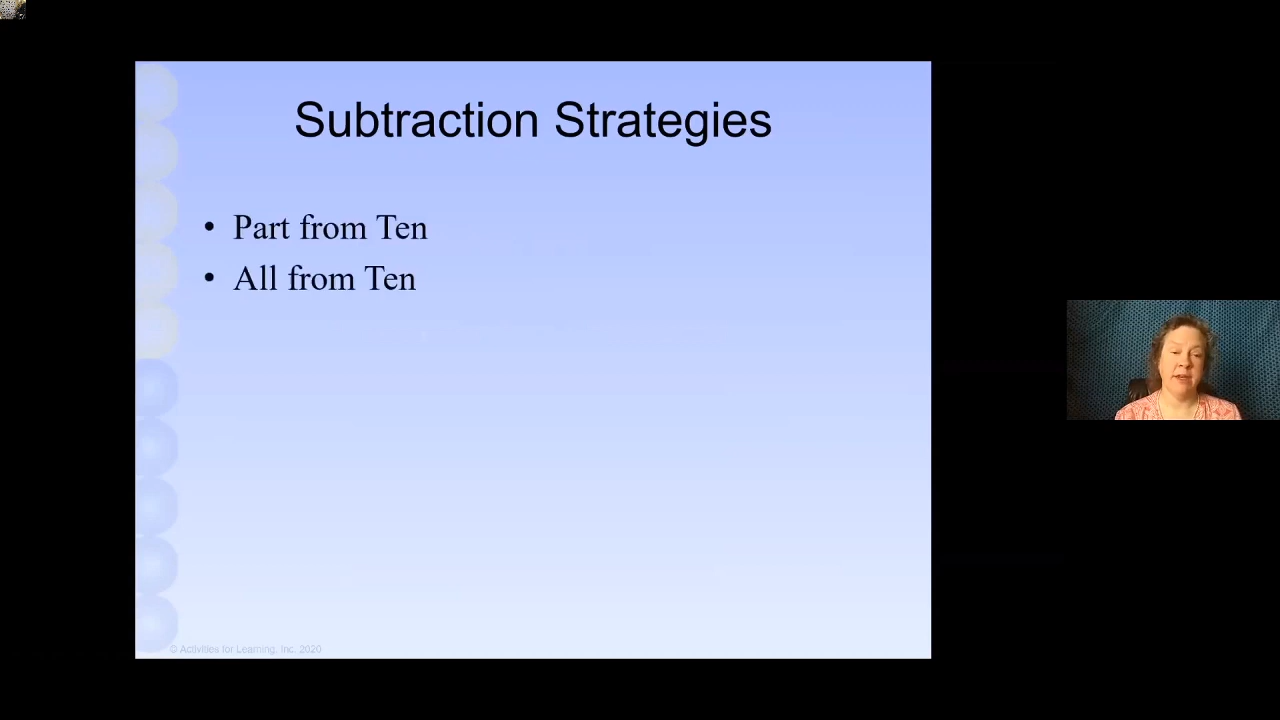 Subtraction Strategies
• Part from Ten
• All from Ten
© Activities for Learning, Inc. 2020